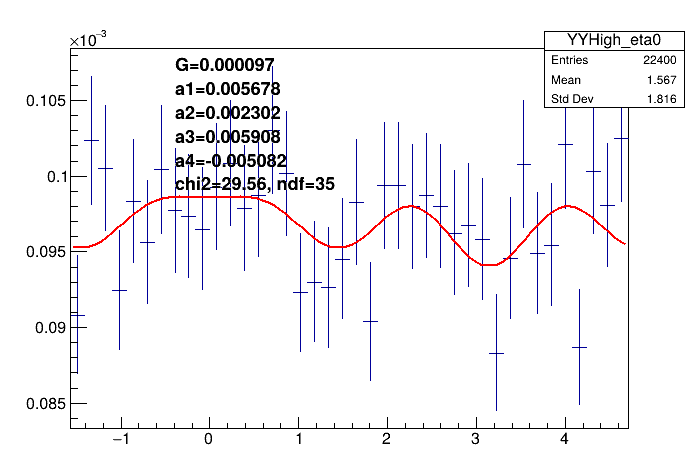 ×10⁻³
YYHigh_eta0
Entries 22400
Mean 1.567
Std Dev 1.816
G=0.000097
a1=0.005678
a2=0.002302
a3=0.005908
a4=-0.005082
chi2=29.56, ndf=35
0.105
0.1
0.095
0.09
0.085
−1 0 1 2 3 4